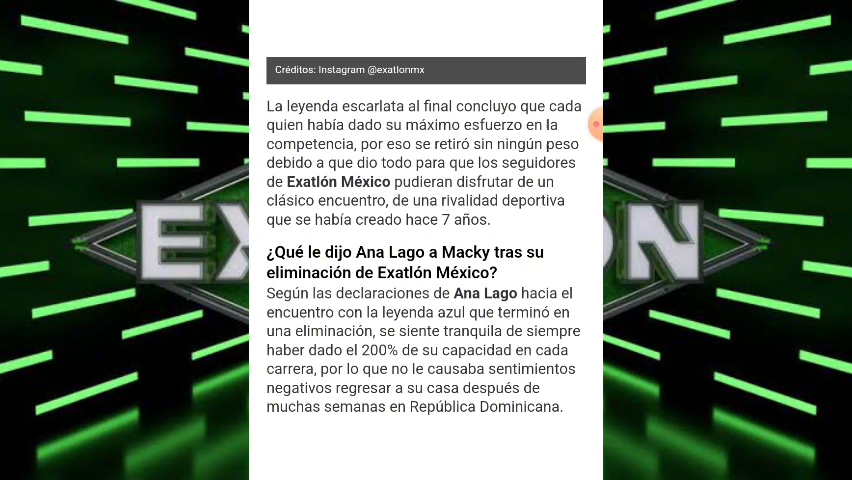 Créditos: Instagram @exatlonmx
La leyenda escarlata al final concluyo que cada
quien había dado su máximo esfuerzo en la
competencia, por eso se retiró sin ningún peso
debido a que dio todo para que los seguidores
de Exatlón México pudieran disfrutar de un
clásico encuentro, de una rivalidad deportiva
que se había creado hace 7 años.
¿Qué le dijo Ana Lago a Macky tras su
eliminación de Exatlón México?
Según las declaraciones de Ana Lago hacia el
encuentro con la leyenda azul que terminó en
una eliminación, se siente tranquila de siempre
haber dado el 200% de su capacidad en cada
carrera, por lo que no le causaba sentimientos
negativos regresar a su casa después de
muchas semanas en República Dominicana.
EX
N